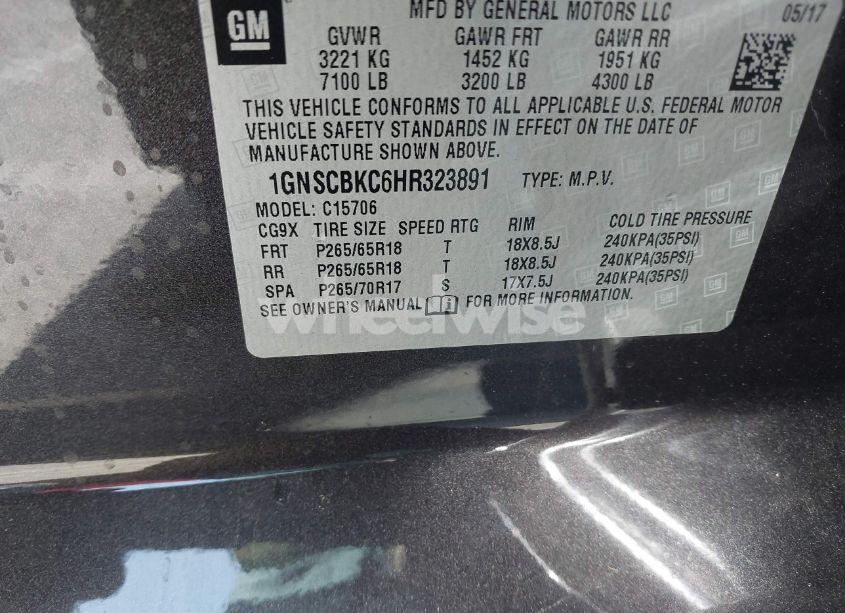 GM
MFD BY GENERAL MOTORS LLC 05/17
GVWR GAWR FRT GAWR RR
3221 KG 1452 KG 1951 KG
7100 LB 3200 LB 4300 LB
THIS VEHICLE CONFORMS TO ALL APPLICABLE U.S. FEDERAL MOTOR
VEHICLE SAFETY STANDARDS IN EFFECT ON THE DATE OF
MANUFACTURE SHOWN ABOVE.
1GNSCBKC6HR323891 TYPE: M.P.V.
MODEL: C15706
CG9X TIRE SIZE SPEED RTG RIM COLD TIRE PRESSURE
FRT P265/65R18 T 18X8.5J 240KPA(35PSI)
RR P265/65R18 T 18X8.5J 240KPA(35PSI)
SPA P265/70R17 S 17X7.5J 240KPA(35PSI)
SEE OWNER'S MANUAL FOR MORE INFORMATION.
wheelwise